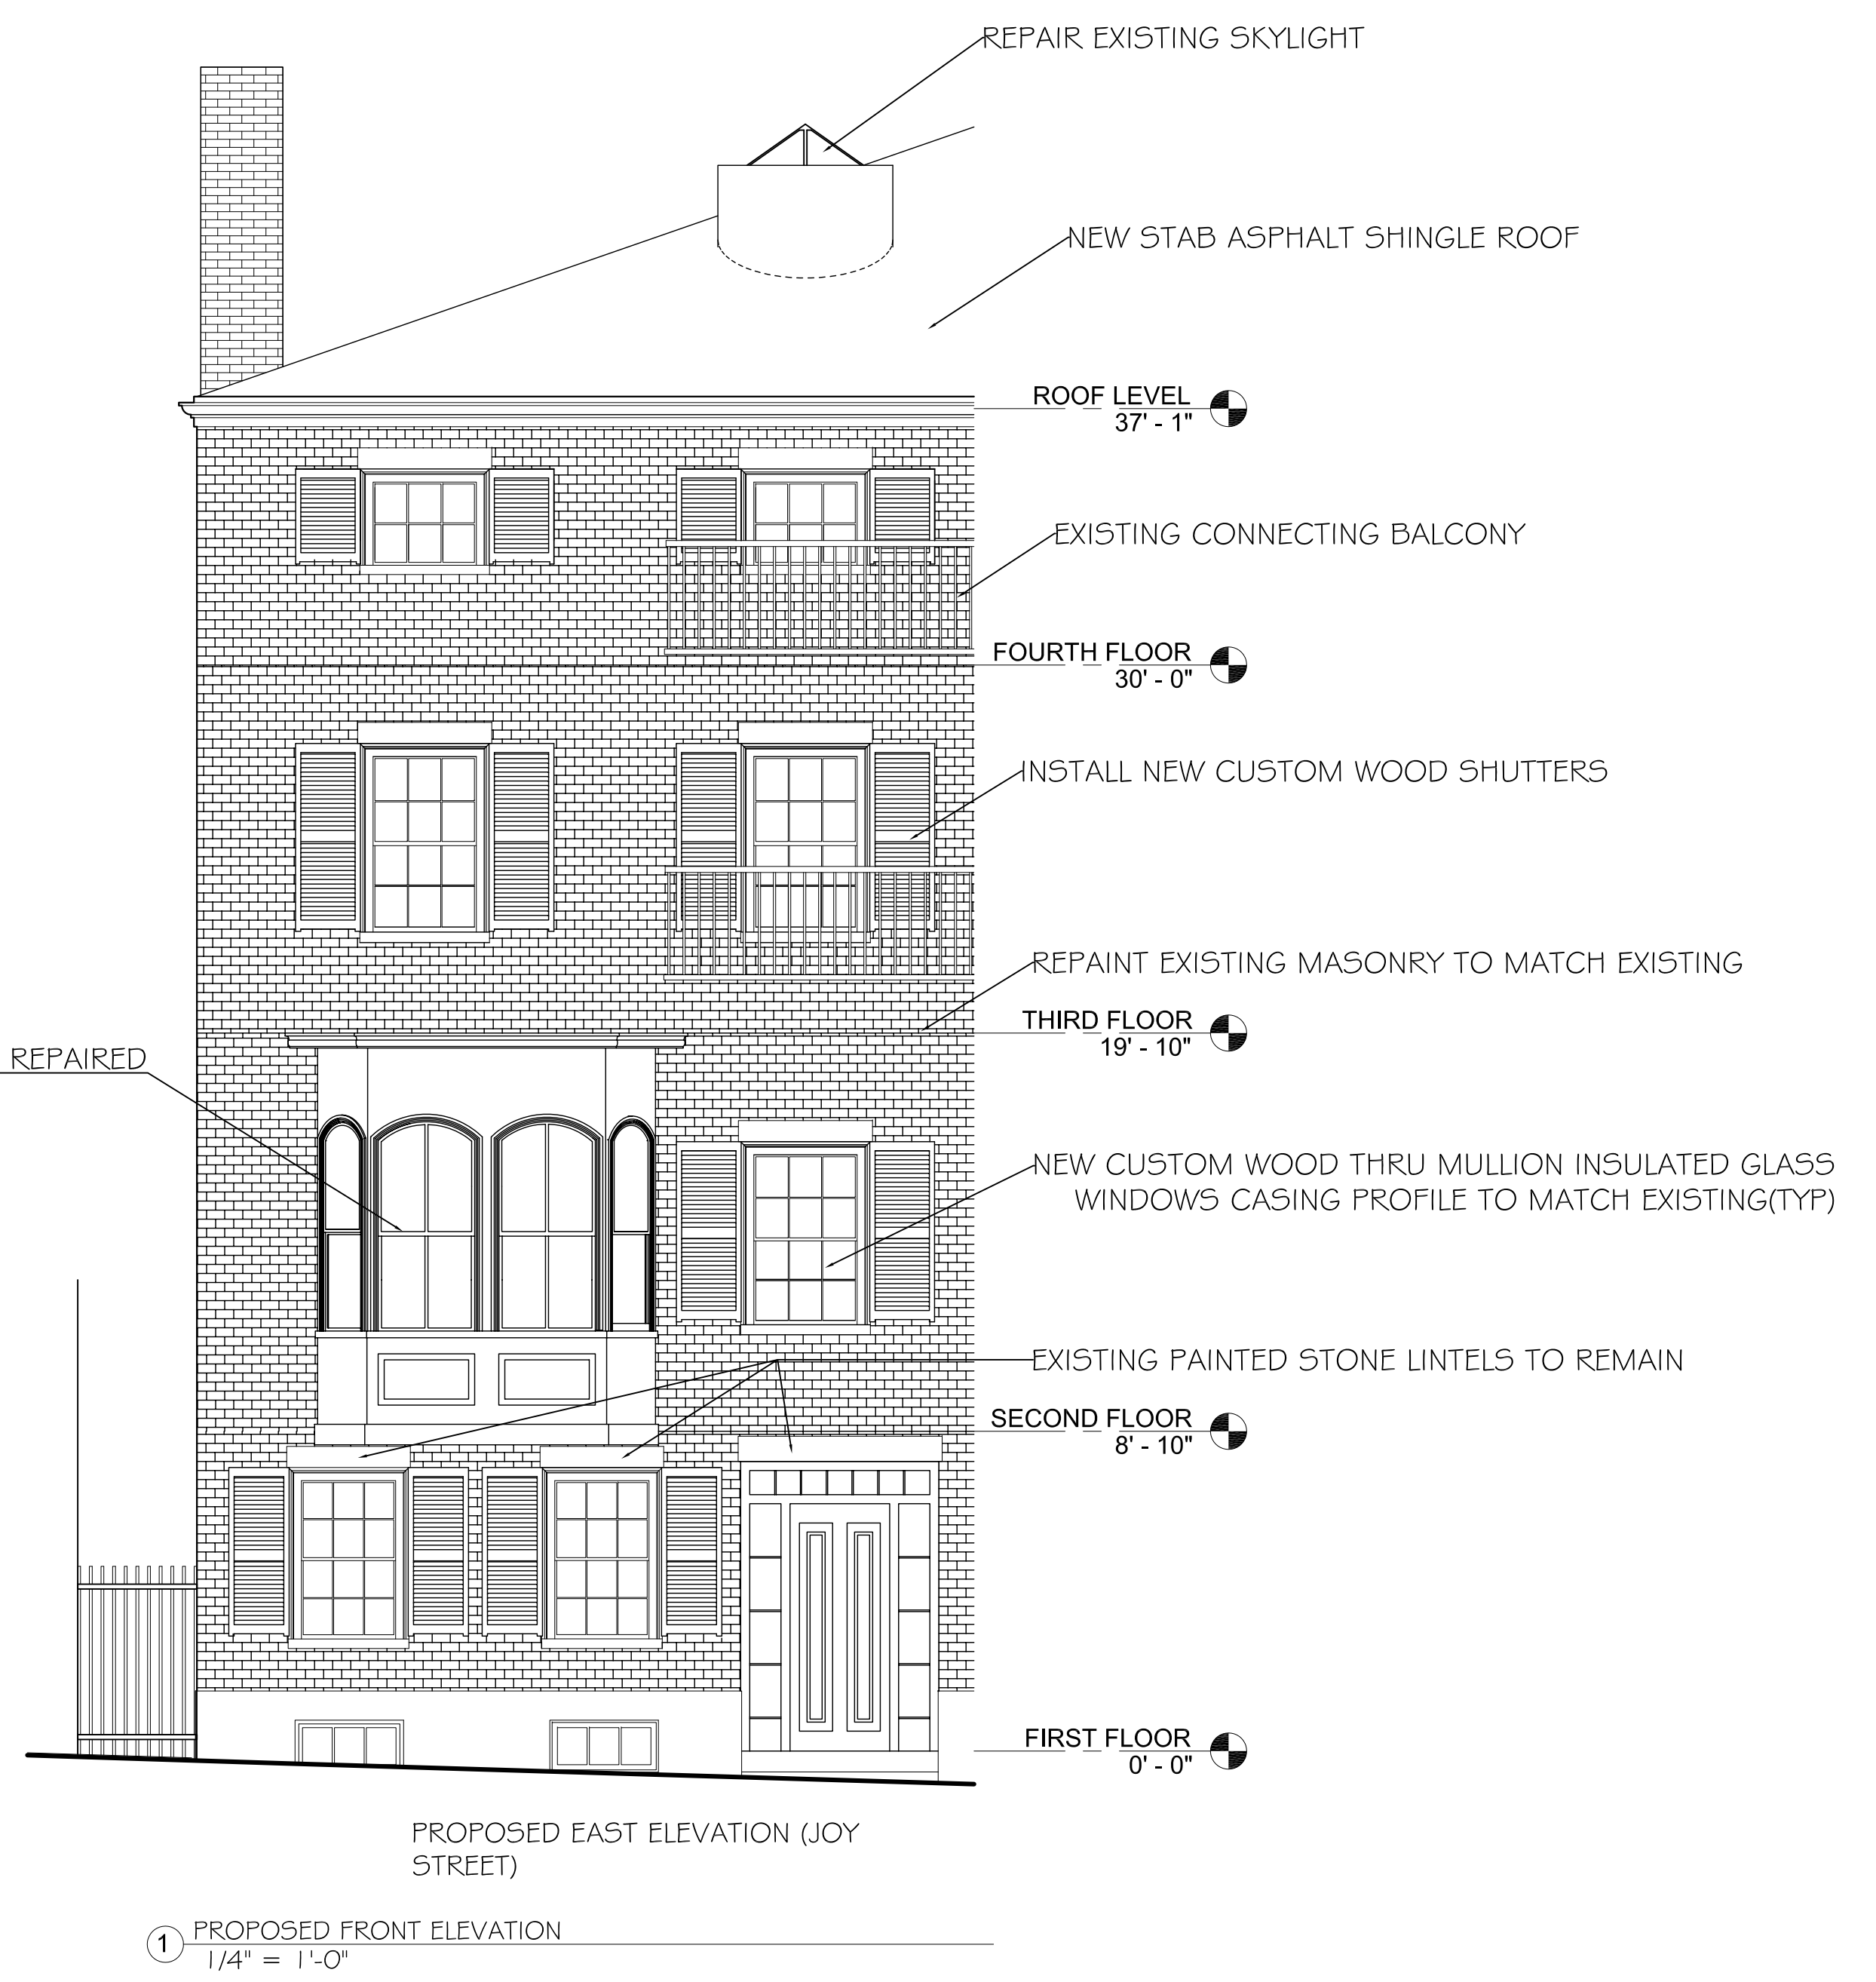 REPAIR EXISTING SKYLIGHT
NEW STAB ASPHALT SHINGLE ROOF
ROOF LEVEL
37' - 1"
EXISTING CONNECTING BALCONY
FOURTH FLOOR
30' - 0"
INSTALL NEW CUSTOM WOOD SHUTTERS
REPAINT EXISTING MASONRY TO MATCH EXISTING
THIRD FLOOR
19' - 10"
REPAIRED
NEW CUSTOM WOOD THRU MULLION INSULATED GLASS
WINDOWS CASING PROFILE TO MATCH EXISTING(TYP)
EXISTING PAINTED STONE LINTELS TO REMAIN
SECOND FLOOR
8' - 10"
FIRST FLOOR
0' - 0"
PROPOSED EAST ELEVATION (JOY
STREET)
1 PROPOSED FRONT ELEVATION
1/4" = 1'-0"